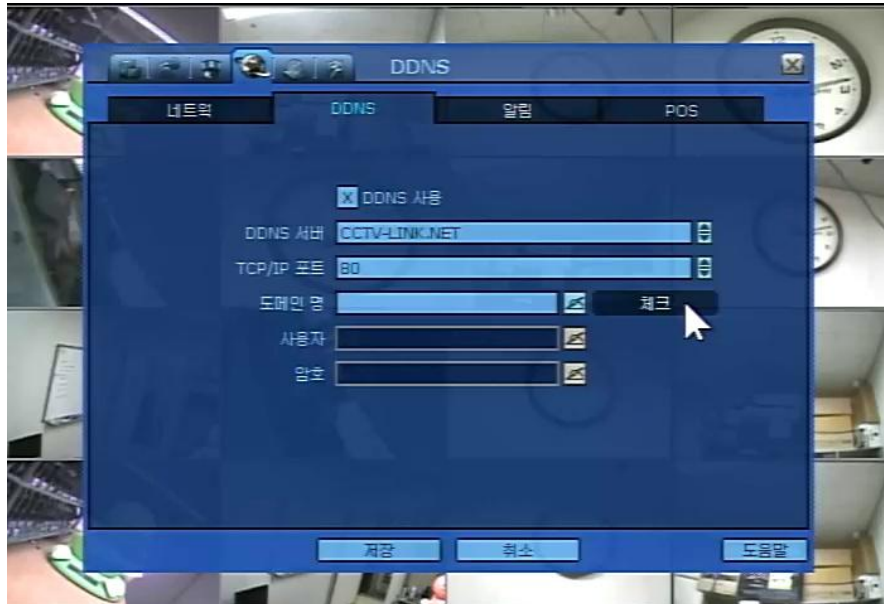 DDNS
네트웍 DDNS 알림 POS
X DDNS 사용
DDNS 서버 CCTV-LINK.NET
TCP/IP 포트 80
도메인 명 체크
사용자
암호
저장 취소 도움말